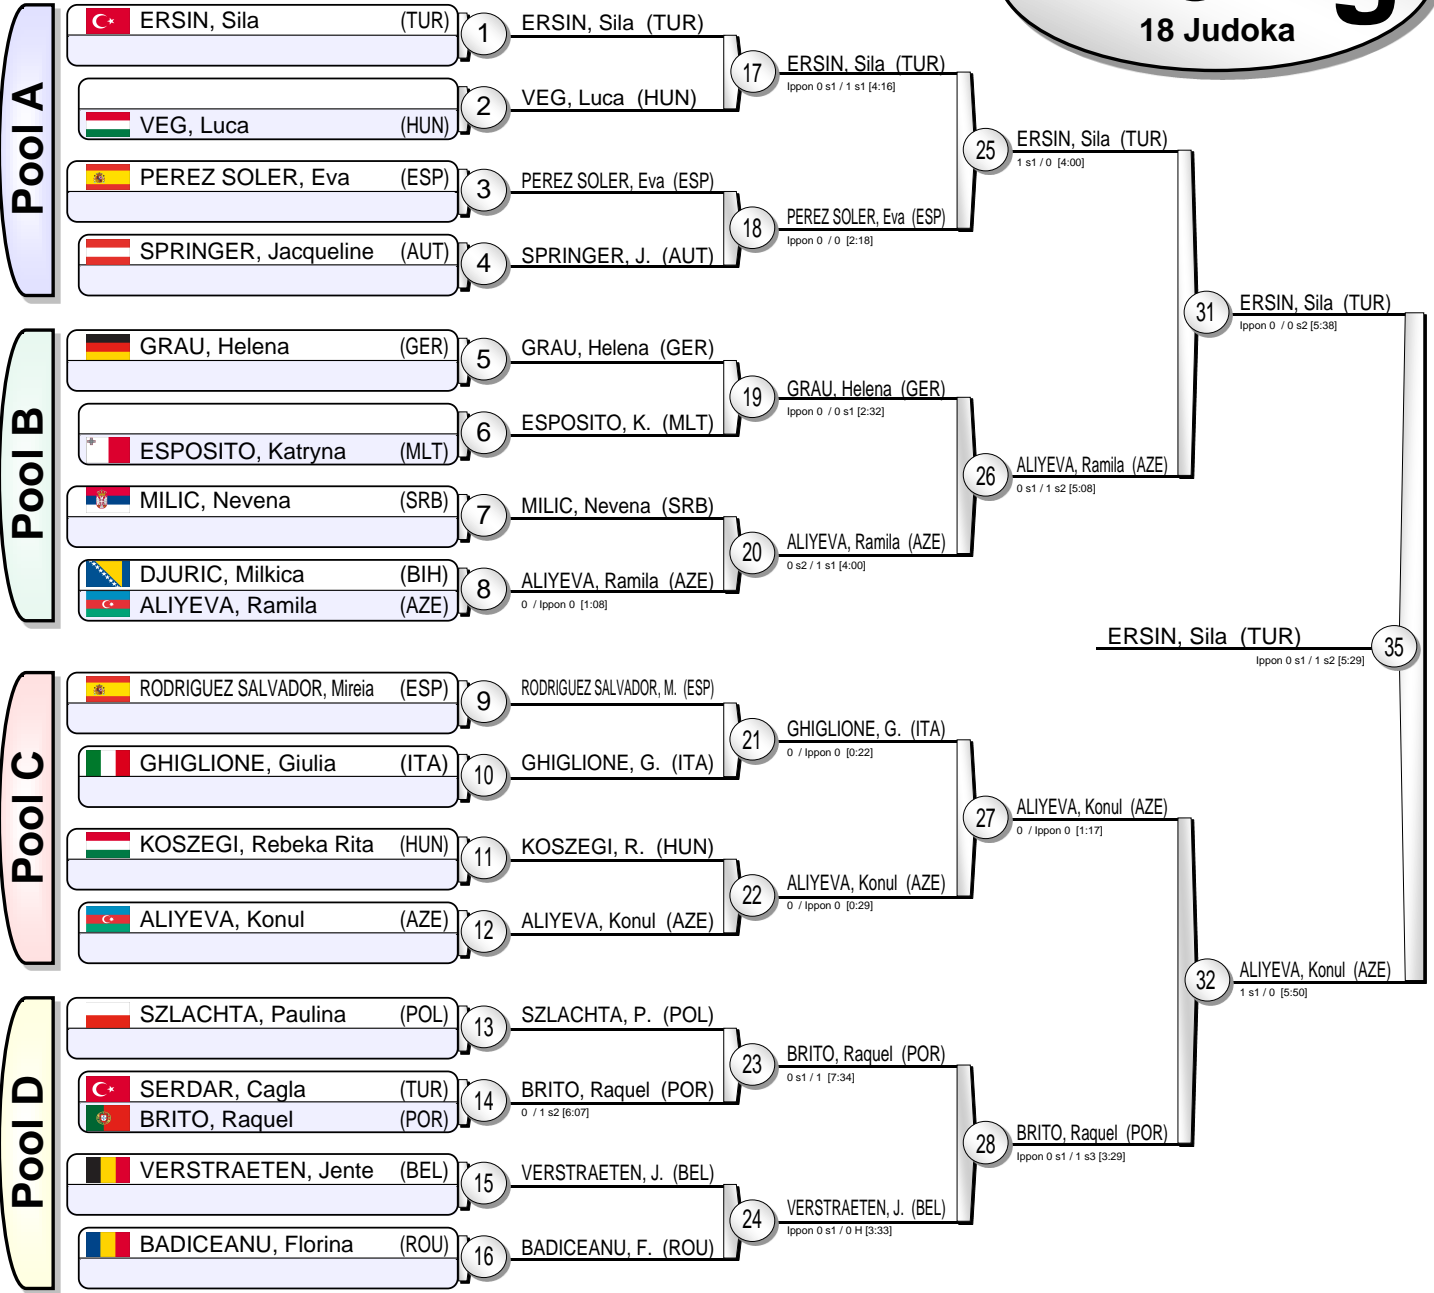 18 Judoka
Pool A
ERSIN, Sila (TUR)
1
ERSIN, Sila (TUR)
17
ERSIN, Sila (TUR)
Ippon 0 s1 / 1 s1 [4:16]
2
VEG, Luca (HUN)
VEG, Luca (HUN)
25
ERSIN, Sila (TUR)
1 s1 / 0 [4:00]
PEREZ SOLER, Eva (ESP)
3
PEREZ SOLER, Eva (ESP)
18
PEREZ SOLER, Eva (ESP)
Ippon 0 / 0 [2:18]
SPRINGER, Jacqueline (AUT)
4
SPRINGER, J. (AUT)
31
ERSIN, Sila (TUR)
Ippon 0 / 0 s2 [5:38]
Pool B
GRAU, Helena (GER)
5
GRAU, Helena (GER)
19
GRAU, Helena (GER)
Ippon 0 / 0 s1 [2:32]
6
ESPOSITO, K. (MLT)
ESPOSITO, Katryna (MLT)
26
ALIYEVA, Ramila (AZE)
0 s1 / 1 s2 [5:08]
MILIC, Nevena (SRB)
7
MILIC, Nevena (SRB)
20
ALIYEVA, Ramila (AZE)
0 s2 / 1 s1 [4:00]
DJURIC, Milkica (BIH)
8
ALIYEVA, Ramila (AZE)
ALIYEVA, Ramila (AZE)
0 / Ippon 0 [1:08]
ERSIN, Sila (TUR)
35
Ippon 0 s1 / 1 s2 [5:29]
Pool C
RODRIGUEZ SALVADOR, Mireia (ESP)
9
RODRIGUEZ SALVADOR, M. (ESP)
21
GHIGLIONE, G. (ITA)
0 / Ippon 0 [0:22]
GHIGLIONE, Giulia (ITA)
10
GHIGLIONE, G. (ITA)
27
ALIYEVA, Konul (AZE)
0 / Ippon 0 [1:17]
KOSZEGI, Rebeka Rita (HUN)
11
KOSZEGI, R. (HUN)
22
ALIYEVA, Konul (AZE)
0 / Ippon 0 [0:29]
ALIYEVA, Konul (AZE)
12
ALIYEVA, Konul (AZE)
32
ALIYEVA, Konul (AZE)
1 s1 / 0 [5:50]
Pool D
SZLACHTA, Paulina (POL)
13
SZLACHTA, P. (POL)
23
BRITO, Raquel (POR)
0 s1 / 1 [7:34]
SERDAR, Cagla (TUR)
14
BRITO, Raquel (POR)
BRITO, Raquel (POR)
0 / 1 s2 [6:07]
28
BRITO, Raquel (POR)
Ippon 0 s1 / 1 s3 [3:29]
VERSTRAETEN, Jente (BEL)
15
VERSTRAETEN, J. (BEL)
24
VERSTRAETEN, J. (BEL)
Ippon 0 s1 / 0 H [3:33]
BADICEANU, Florina (ROU)
16
BADICEANU, F. (ROU)